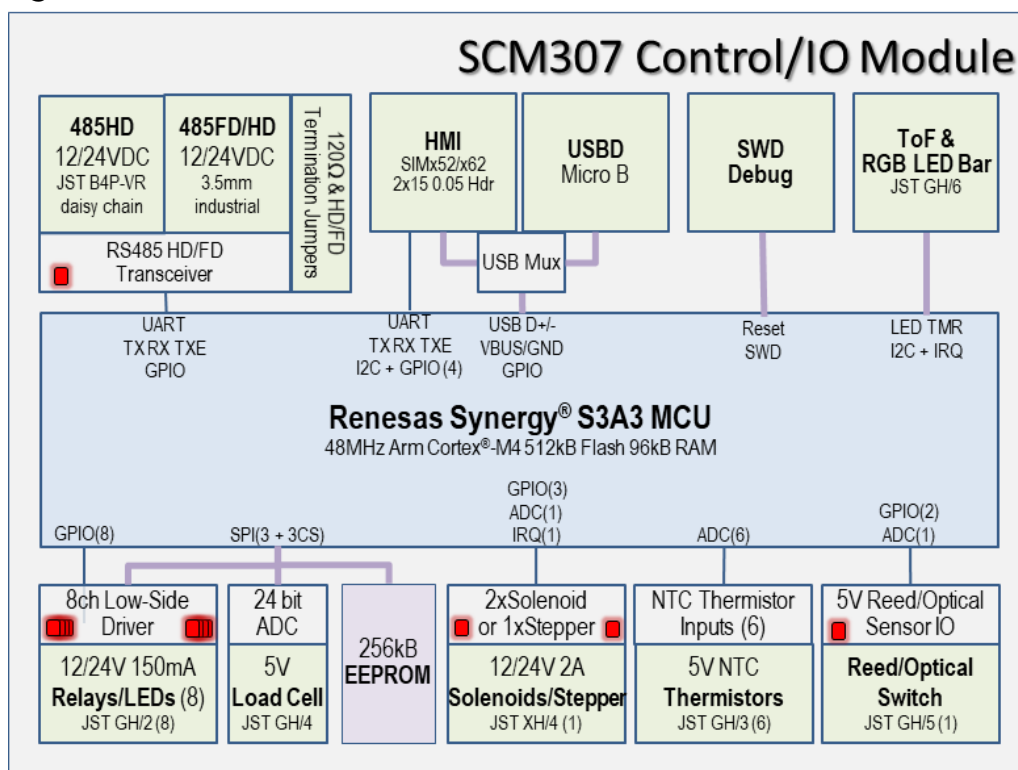 SCM307 Control/IO Module
485HD
12/24VDC
JST B4P-VR
daisy chain
485FD/HD
12/24VDC
3.5mm
industrial
120Ω & HD/FD
Termination Jumpers
RS485 HD/FD
Transceiver
HMI
SIMx52/x62
2x15 0.05 Hdr
USBD
Micro B
USB Mux
SWD
Debug
ToF &
RGB LED Bar
JST GH/6
UART
TX RX TXE
GPIO
UART
TX RX TXE
I2C + GPIO (4)
USB D+/-
VBUS/GND
GPIO
Reset
SWD
LED TMR
I2C + IRQ
Renesas Synergy® S3A3 MCU
48MHz Arm Cortex®-M4 512kB Flash 96kB RAM
GPIO(8)
SPI(3 + 3CS)
GPIO(3)
ADC(1)
IRQ(1)
ADC(6)
GPIO(2)
ADC(1)
8ch Low-Side
Driver
12/24V 150mA
Relays/LEDs (8)
JST GH/2 (8)
24 bit
ADC
5V
Load Cell
JST GH/4
256kB
EEPROM
2xSolenoid
or 1xStepper
12/24V 2A
Solenoids/Stepper
JST XH/4 (1)
NTC Thermistor
Inputs (6)
5V NTC
Thermistors
JST GH/3 (6)
5V Reed/Optical
Sensor IO
Reed/Optical
Switch
JST GH/5 (1)